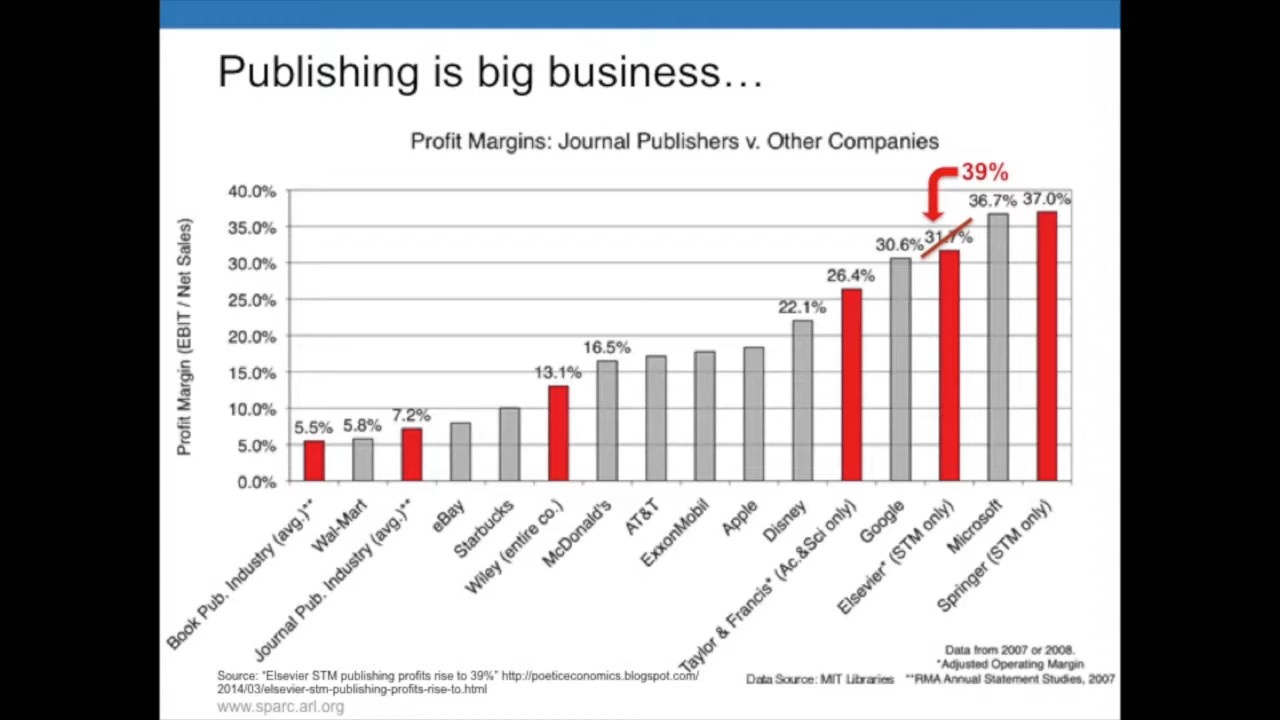 Publishing is big business…
Profit Margins: Journal Publishers v. Other Companies
39%
Profit Margin (EBIT / Net Sales)
40.0%
35.0%
30.0%
25.0%
20.0%
15.0%
10.0%
5.0%
0.0%
5.5%
5.8%
7.2%
13.1%
16.5%
22.1%
26.4%
30.6%
31.7%
36.7%
37.0%
Book Pub. Industry (avg.)**
Wal-Mart
Journal Pub. Industry (avg.)**
eBay
Starbucks
Wiley (entire co.)
McDonald's
AT&T
ExxonMobil
Apple
Disney
Taylor & Francis* (Ac.&Sci only)
Google
Elsevier* (STM only)
Microsoft
Springer (STM only)
Data from 2007 or 2008.
*Adjusted Operating Margin
**RMA Annual Statement Studies, 2007
Data Source: MIT Libraries
Source: "Elsevier STM publishing profits rise to 39%" http://poeticeconomics.blogspot.com/
2014/03/elsevier-stm-publishing-profits-rise-to.html
www.sparc.arl.org